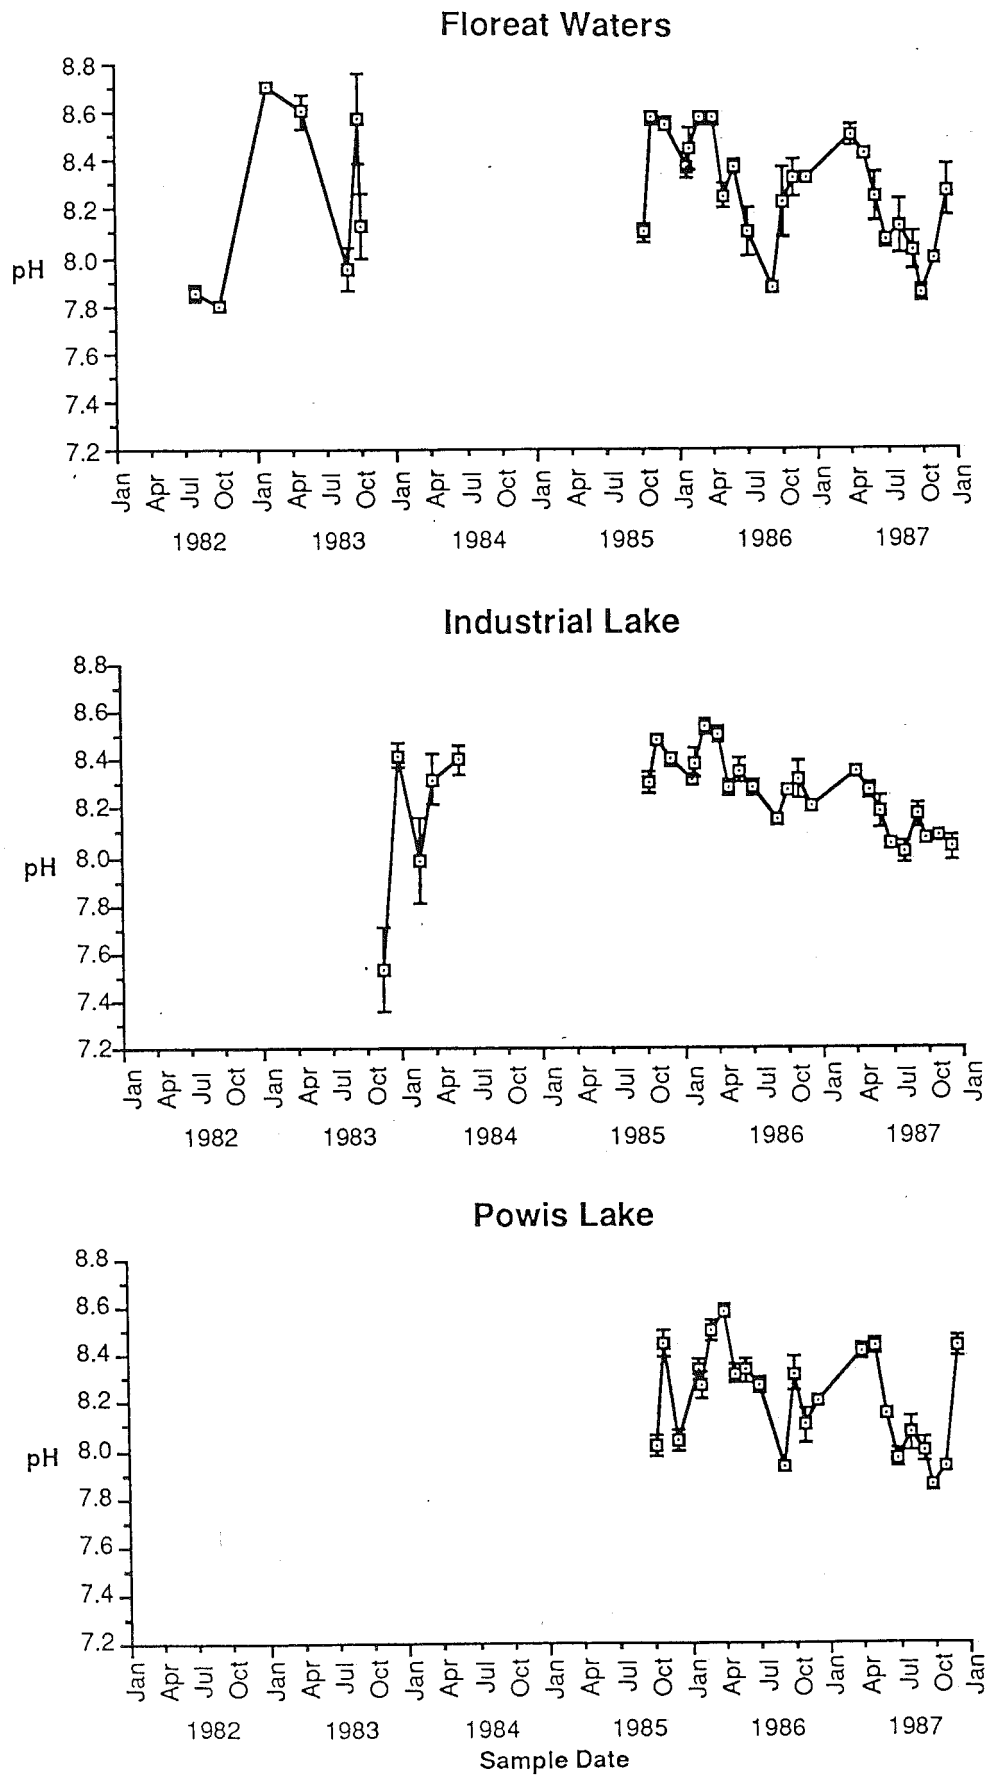 Floreat Waters
8.8
8.6
8.4
8.2
8.0
pH
7.8
7.6
7.4
7.2
Jan Apr Jul Oct Jan Apr Jul Oct Jan Apr Jul Oct Jan Apr Jul Oct Jan Apr Jul Oct Jan Apr Jul Oct Jan
1982 1983 1984 1985 1986 1987
Industrial Lake
8.8
8.6
8.4
8.2
8.0
pH
7.8
7.6
7.4
7.2
Jan Apr Jul Oct Jan Apr Jul Oct Jan Apr Jul Oct Jan Apr Jul Oct Jan Apr Jul Oct Jan Apr Jul Oct Jan
1982 1983 1984 1985 1986 1987
Powis Lake
8.8
8.6
8.4
8.2
8.0
pH
7.8
7.6
7.4
7.2
Jan Apr Jul Oct Jan Apr Jul Oct Jan Apr Jul Oct Jan Apr Jul Oct Jan Apr Jul Oct Jan Apr Jul Oct Jan
1982 1983 1984 1985 1986 1987
Sample Date